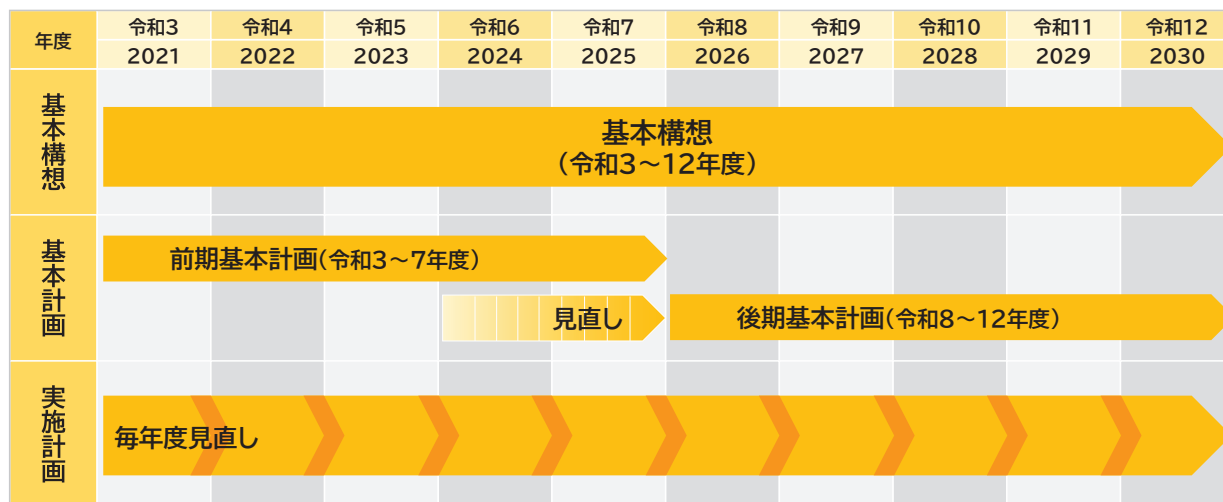 年度
令和3 令和4 令和5 令和6 令和7 令和8 令和9 令和10 令和11 令和12
2021 2022 2023 2024 2025 2026 2027 2028 2029 2030
基本構想
基本構想
(令和3〜12年度)
基本計画
前期基本計画(令和3〜7年度)
見直し
後期基本計画(令和8〜12年度)
実施計画
毎年度見直し